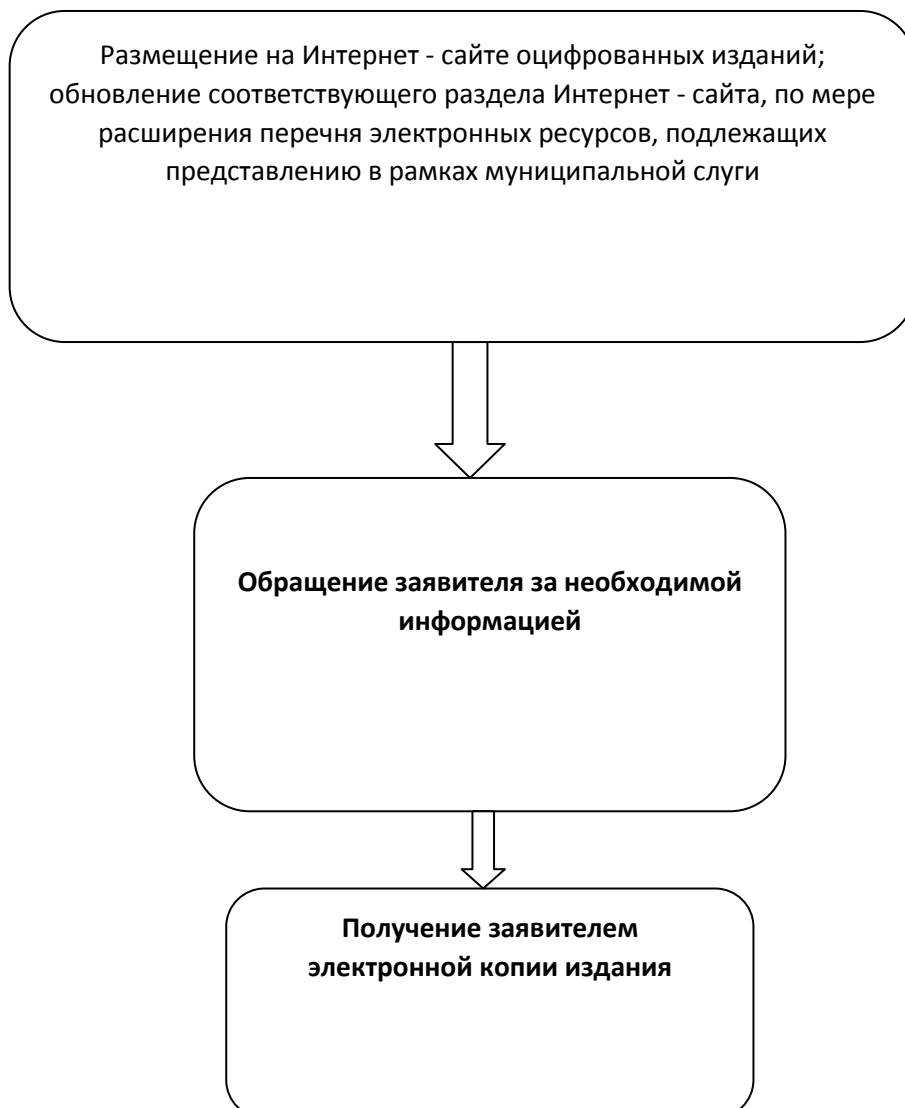 Размещение на Интернет - сайте оцифрованных изданий;
обновление соответствующего раздела Интернет - сайта, по мере
расширения перечня электронных ресурсов, подлежащих
представлению в рамках муниципальной слуги
Обращение заявителя за необходимой
информацией
Получение заявителем
электронной копии издания